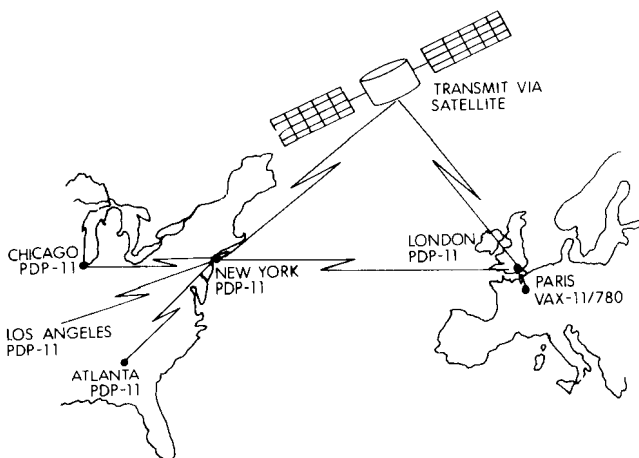 TRANSMIT VIA
SATELLITE
CHICAGO
PDP-11
NEW YORK
PDP-11
LONDON
PDP-11
PARIS
VAX-11/780
LOS ANGELES
PDP-11
ATLANTA
PDP-11